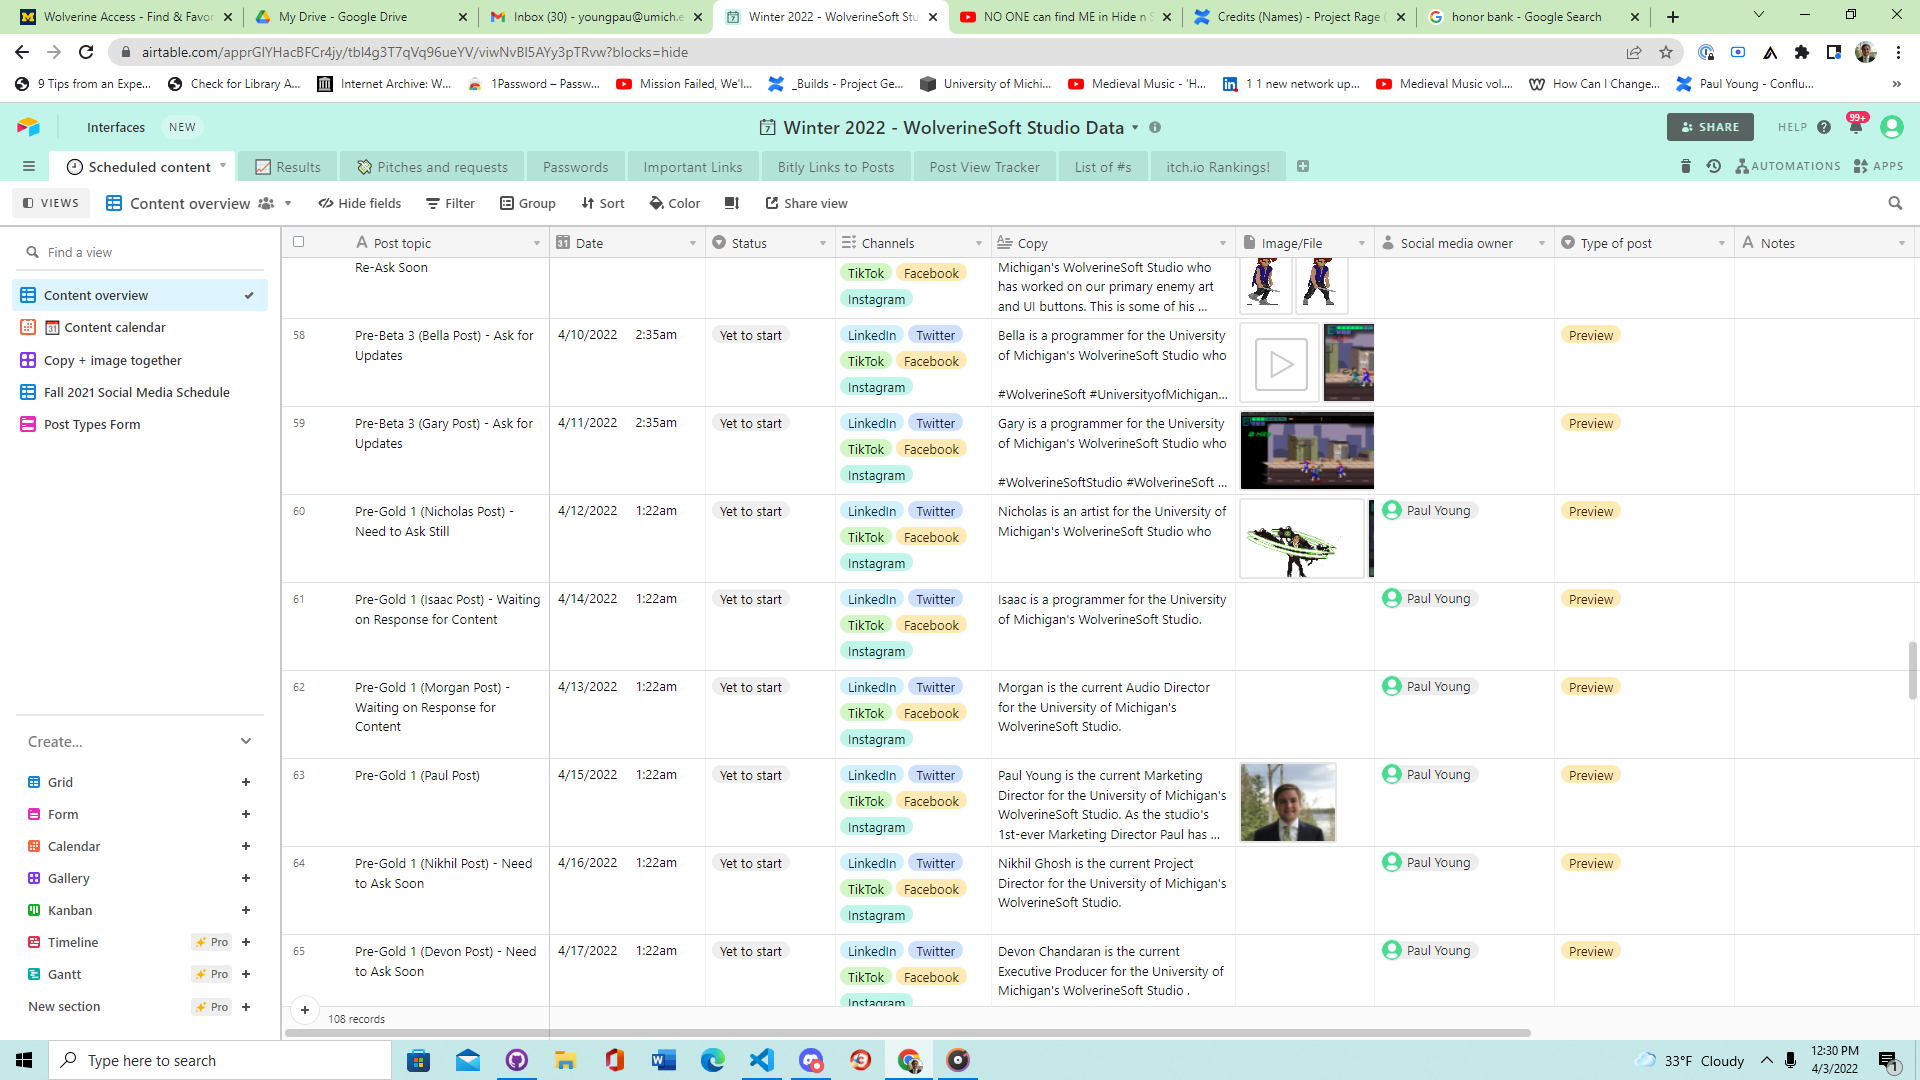 Wolverine Access - Find & Favor
My Drive - Google Drive
Inbox (30) - youngpau@umich.e
Winter 2022 - WolverineSoft Stu
NO ONE can find ME in Hide n S
Credits (Names) - Project Rage (
honor bank - Google Search
airtable.com/apprGlYHacBFCr4jy/tbl4g3T7qVq96ueYV/viwNvBl5AYy3pTRvw?blocks=hide
9 Tips from an Expe...
Check for Library A...
Internet Archive: W...
1Password – Passw...
Mission Failed, We'l...
_Builds - Project Ge...
University of Michi...
Medieval Music - 'H...
1 1 new network up...
Medieval Music vol....
How Can I Change...
Paul Young - Conflu...
Interfaces
NEW
Winter 2022 - WolverineSoft Studio Data
SHARE
HELP
99+
Scheduled content
Results
Pitches and requests
Passwords
Important Links
Bitly Links to Posts
Post View Tracker
List of #s
itch.io Rankings!
AUTOMATIONS
APPS
VIEWS
Content overview
Hide fields
Filter
Group
Sort
Color
Share view
Find a view
Content overview
Content calendar
Copy + image together
Fall 2021 Social Media Schedule
Post Types Form
Create...
Grid
Form
Calendar
Gallery
Kanban
Timeline
Pro
Gantt
Pro
New section
Pro
Post topic
Date
Status
Channels
Copy
Image/File
Social media owner
Type of post
Notes
Re-Ask Soon
TikTok Facebook
Instagram
Michigan's WolverineSoft Studio who
has worked on our primary enemy art
and UI buttons. This is some of his ...
58
Pre-Beta 3 (Bella Post) - Ask for
Updates
4/10/2022 2:35am
Yet to start
LinkedIn Twitter
TikTok Facebook
Instagram
Bella is a programmer for the University
of Michigan's WolverineSoft Studio who
#WolverineSoft #UniversityofMichigan...
Preview
59
Pre-Beta 3 (Gary Post) - Ask for
Updates
4/11/2022 2:35am
Yet to start
LinkedIn Twitter
TikTok Facebook
Instagram
Gary is a programmer for the University
of Michigan's WolverineSoft Studio who
#WolverineSoftStudio #WolverineSoft ...
Preview
60
Pre-Gold 1 (Nicholas Post) -
Need to Ask Still
4/12/2022 1:22am
Yet to start
LinkedIn Twitter
TikTok Facebook
Instagram
Nicholas is an artist for the University of
Michigan's WolverineSoft Studio who
Paul Young
Preview
61
Pre-Gold 1 (Isaac Post) - Waiting
on Response for Content
4/14/2022 1:22am
Yet to start
LinkedIn Twitter
TikTok Facebook
Instagram
Isaac is a programmer for the University
of Michigan's WolverineSoft Studio.
Paul Young
Preview
62
Pre-Gold 1 (Morgan Post) -
Waiting on Response for
Content
4/13/2022 1:22am
Yet to start
LinkedIn Twitter
TikTok Facebook
Instagram
Morgan is the current Audio Director
for the University of Michigan's
WolverineSoft Studio.
Paul Young
Preview
63
Pre-Gold 1 (Paul Post)
4/15/2022 1:22am
Yet to start
LinkedIn Twitter
TikTok Facebook
Instagram
Paul Young is the current Marketing
Director for the University of Michigan's
WolverineSoft Studio. As the studio's
1st-ever Marketing Director Paul has ...
Paul Young
Preview
64
Pre-Gold 1 (Nikhil Post) - Need
to Ask Soon
4/16/2022 1:22am
Yet to start
LinkedIn Twitter
TikTok Facebook
Instagram
Nikhil Ghosh is the current Project
Director for the University of Michigan's
WolverineSoft Studio.
Paul Young
Preview
65
Pre-Gold 1 (Devon Post) - Need
to Ask Soon
4/17/2022 1:22am
Yet to start
LinkedIn Twitter
TikTok Facebook
Instagram
Devon Chandaran is the current
Executive Producer for the University of
Michigan's WolverineSoft Studio .
Paul Young
Preview
108 records
Type here to search
33°F Cloudy
12:30 PM
4/3/2022
1